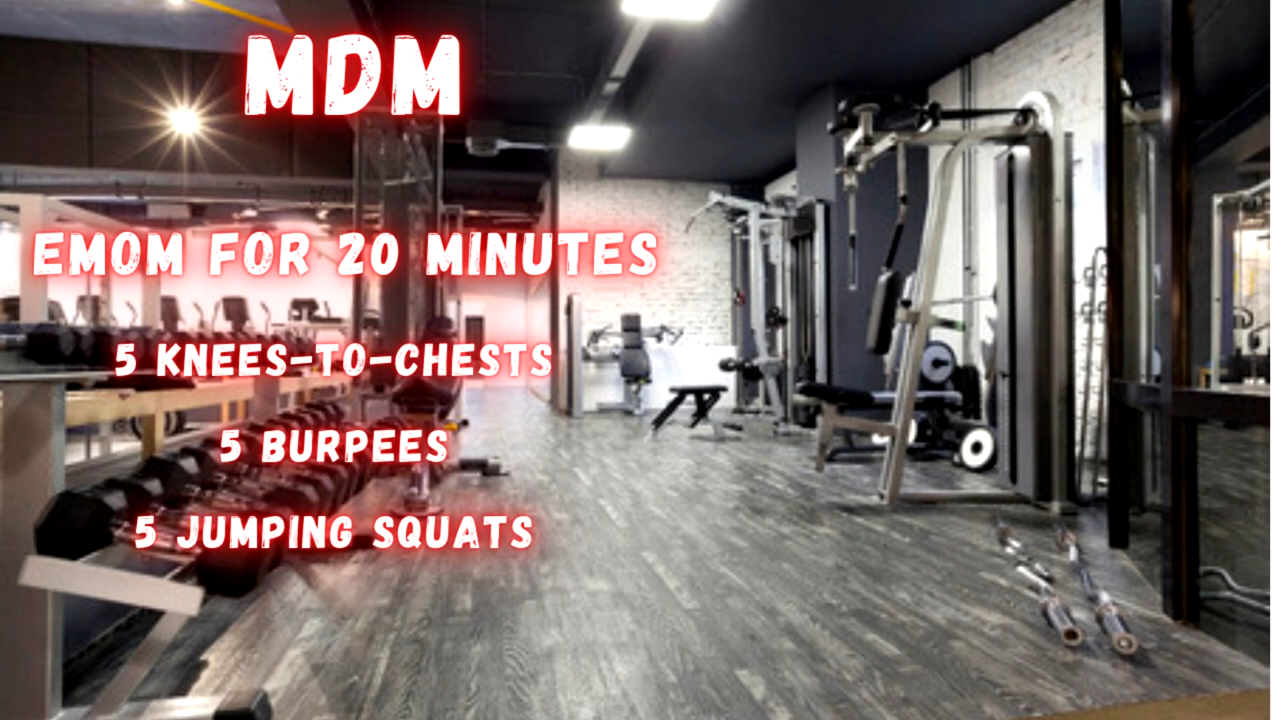 MDM
EMOM FOR 20 MINUTES
5 KNEES-TO-CHESTS
5 BURPEES
5 JUMPING SQUATS